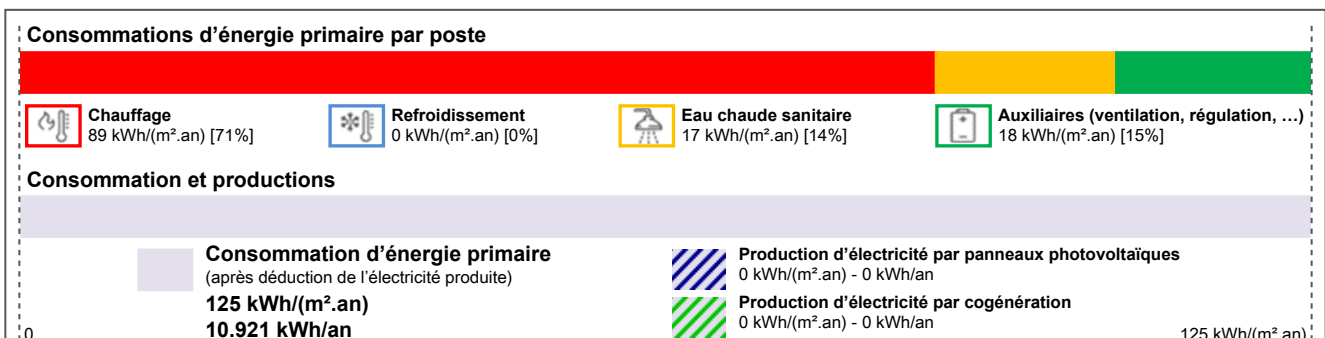 Consommations d’énergie primaire par poste
Chauffage
89 kWh/(m².an) [71%]
Refroidissement
0 kWh/(m².an) [0%]
Eau chaude sanitaire
17 kWh/(m².an) [14%]
Auxiliaires (ventilation, régulation, …)
18 kWh/(m².an) [15%]
Consommation et productions
Consommation d’énergie primaire
(après déduction de l’électricité produite)
125 kWh/(m².an)
10.921 kWh/an
Production d’électricité par panneaux photovoltaïques
0 kWh/(m².an) - 0 kWh/an
Production d’électricité par cogénération
0 kWh/(m².an) - 0 kWh/an
0
125 kWh/(m².an)